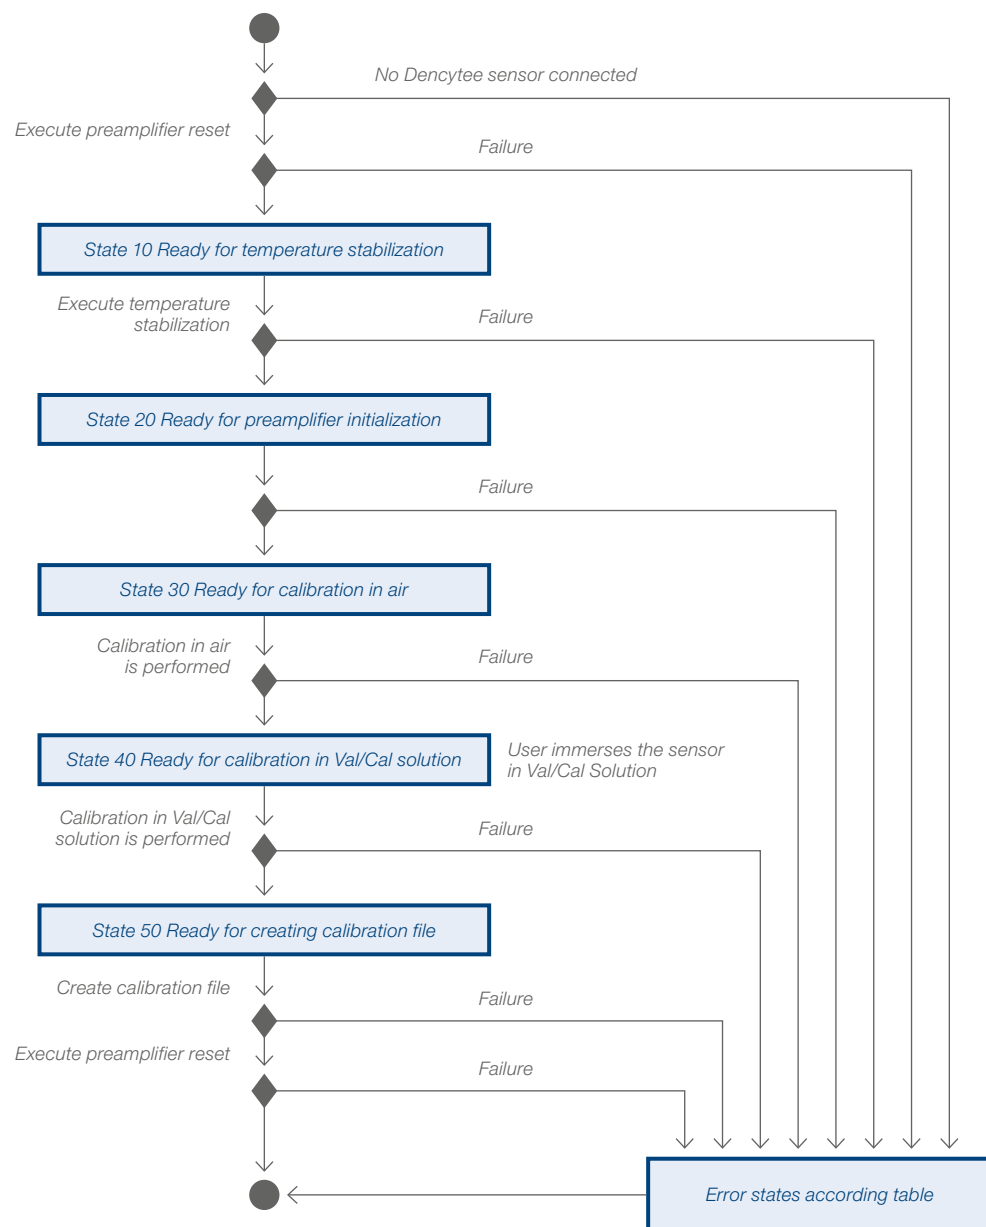 No Dencytee sensor connected
Execute preamplifier reset
Failure
State 10 Ready for temperature stabilization
Execute temperature
stabilization
Failure
State 20 Ready for preamplifier initialization
Failure
State 30 Ready for calibration in air
Calibration in air
is performed
Failure
State 40 Ready for calibration in Val/Cal solution
User immerses the sensor
in Val/Cal Solution
Calibration in Val/Cal
solution is performed
Failure
State 50 Ready for creating calibration file
Create calibration file
Failure
Execute preamplifier reset
Failure
Error states according table